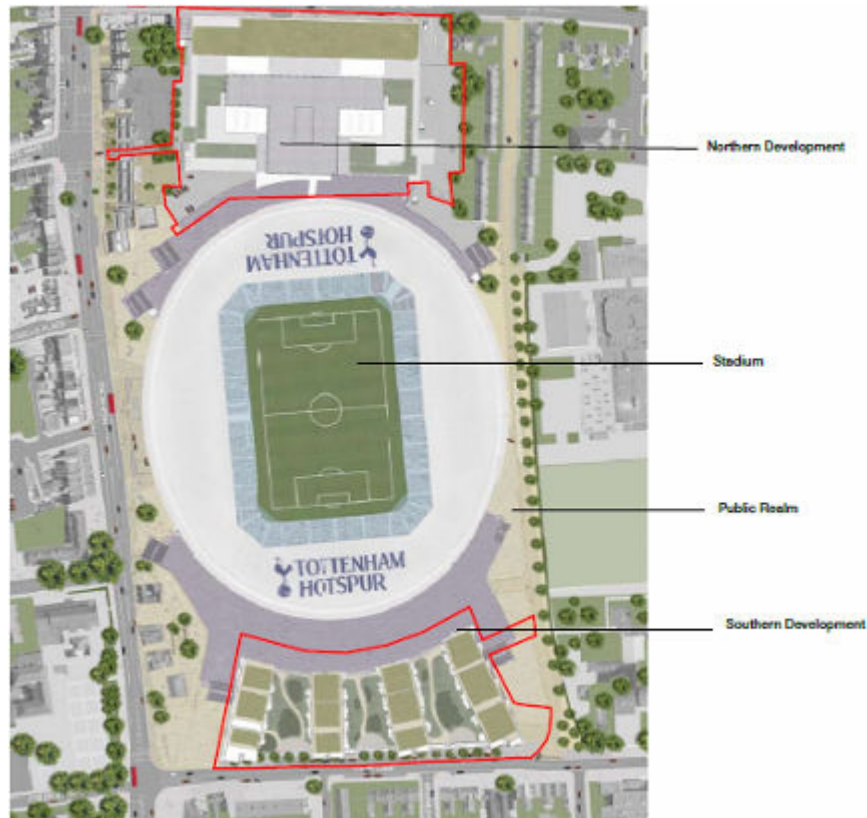 Northern Development
TOTTENHAM
HOTSPUR
Stadium
Public Realm
TOTTENHAM
HOTSPUR
Southern Development